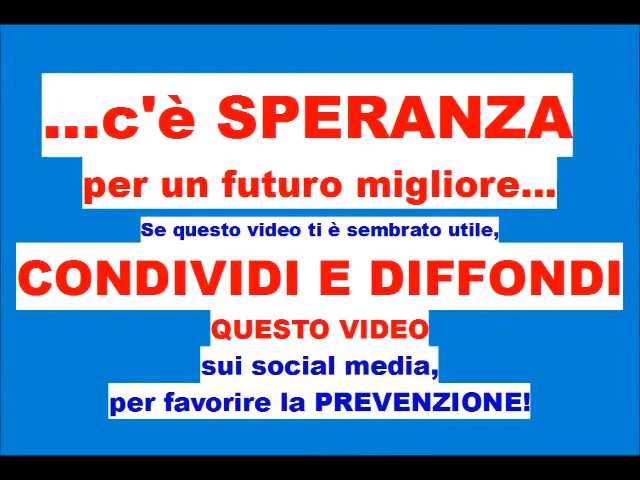 ...c'è SPERANZA
per un futuro migliore...
Se questo video ti è sembrato utile,
CONDIVIDI E DIFFONDI
QUESTO VIDEO
sui social media,
per favorire la PREVENZIONE!